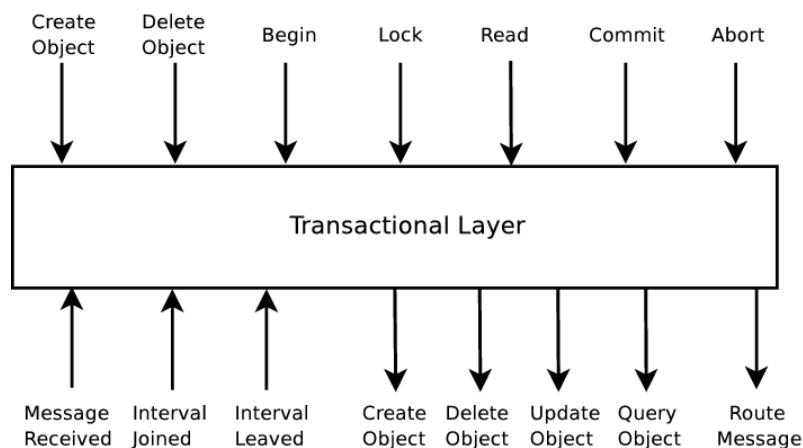 Create Object
Delete Object
Begin
Lock
Read
Commit
Abort
Transactional Layer
Message Received
Interval Joined
Interval Leaved
Create Object
Delete Object
Update Object
Query Object
Route Message